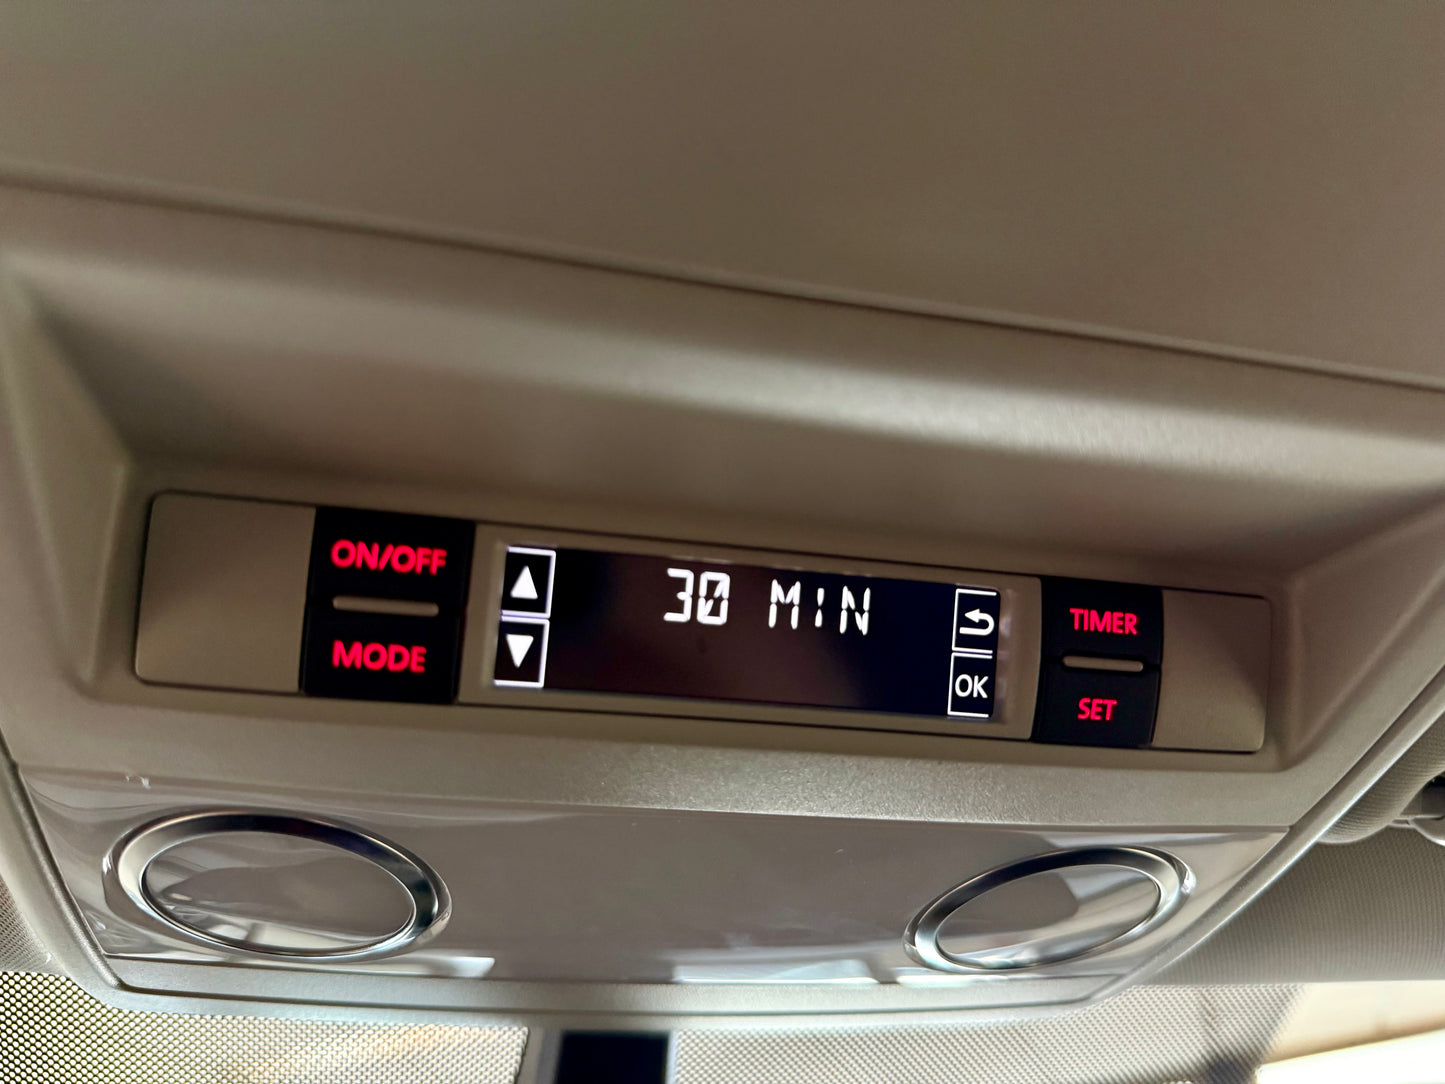 ON/OFF
MODE
30 MIN
OK
TIMER
SET